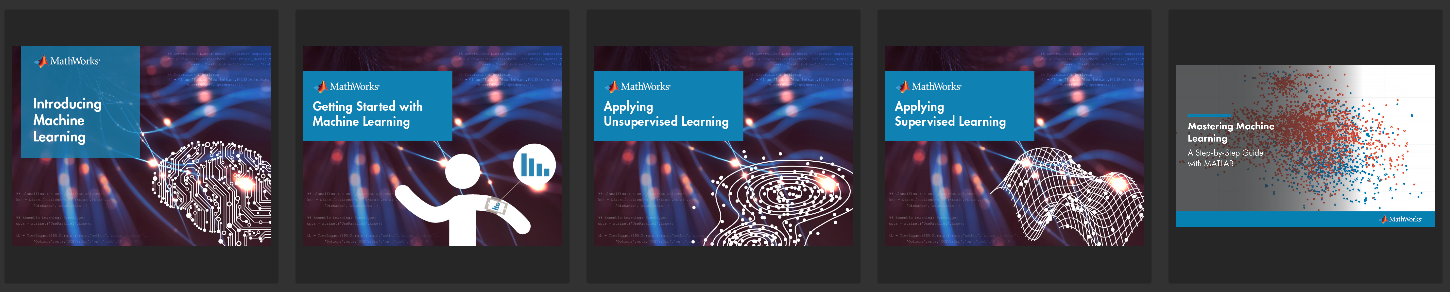 MathWorks®
Introducing
Machine
Learning
MathWorks®
Getting Started with
Machine Learning
MathWorks®
Applying
Unsupervised Learning
MathWorks®
Applying
Supervised Learning
Mastering Machine
Learning
A Step-by-Step Guide
with MATLAB
MathWorks®